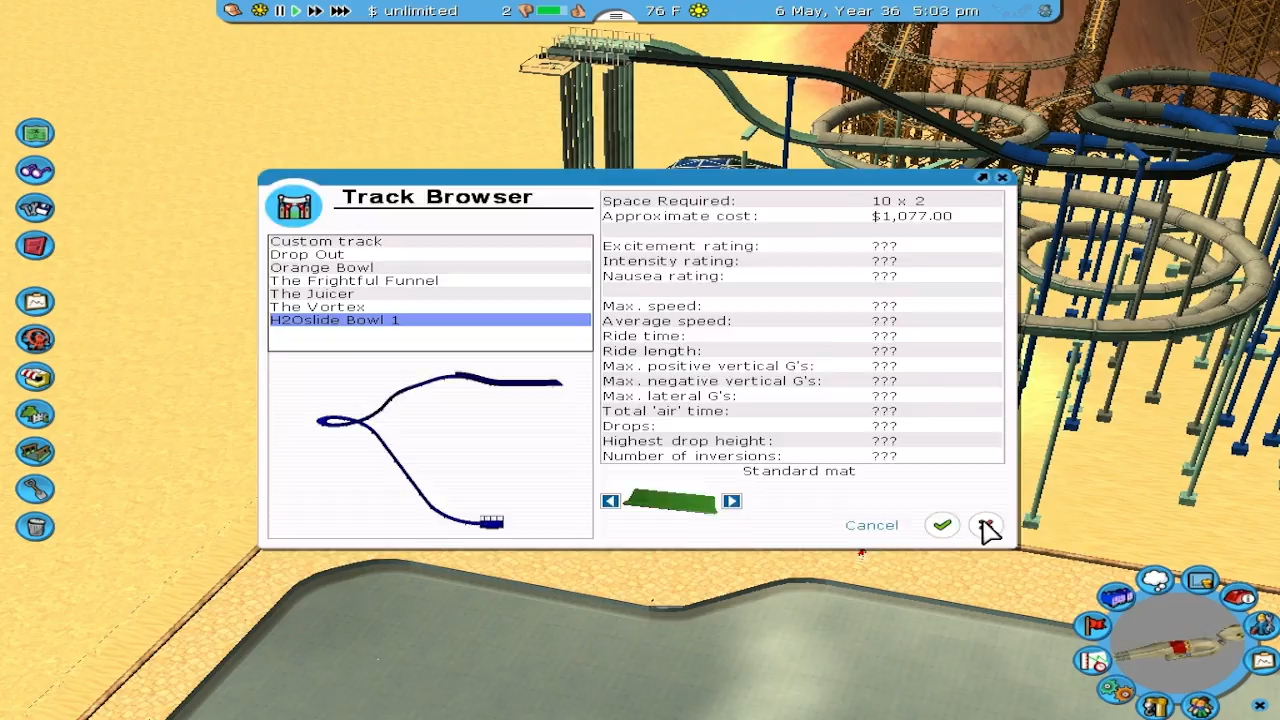 $ unlimited 2 76 F 6 May, Year 36 5:03 pm
Track Browser
Custom track
Drop Out
Orange Bowl
The Frightful Funnel
The Juicer
The Vortex
H2Oslide Bowl 1
Space Required: 10 x 2
Approximate cost: $1,077.00
Excitement rating: ???
Intensity rating: ???
Nausea rating: ???
Max. speed: ???
Average speed: ???
Ride time: ???
Ride length: ???
Max. positive vertical G's: ???
Max. negative vertical G's: ???
Max. lateral G's: ???
Total 'air' time: ???
Drops: ???
Highest drop height: ???
Number of inversions: ???
Standard mat
Cancel